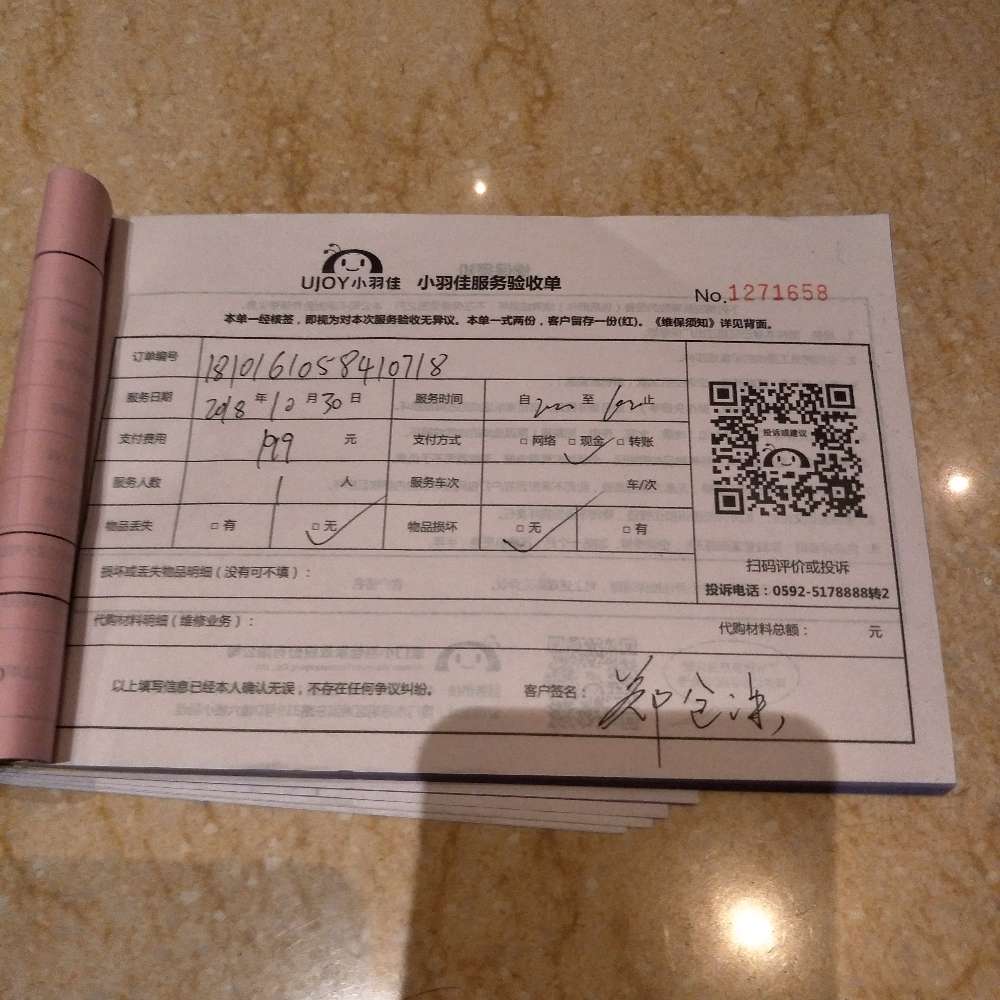 UJOY小羽佳 小羽佳服务验收单
No.1271658
本单一经核签，即视为对本次服务验收无异议。本单一式两份，客户留存一份(红)。《维保须知》详见背面。
订单编号 1810161058410718
服务日期 2018 年 12 月 30 日 服务时间 自 至 止
支付费用 199 元 支付方式 □网络 □现金 □转账
服务人数 1 人 服务车次 车/次
物品丢失 □有 □无 物品损坏 □无 □有
投诉或建议
扫码评价或投诉
投诉电话：0592-5178888转2
损坏或丢失物品明细（没有可不填）：
代购材料明细（维修业务）： 代购材料总额： 元
以上填写信息已经本人确认无误，不存在任何争议纠纷。 客户签名：